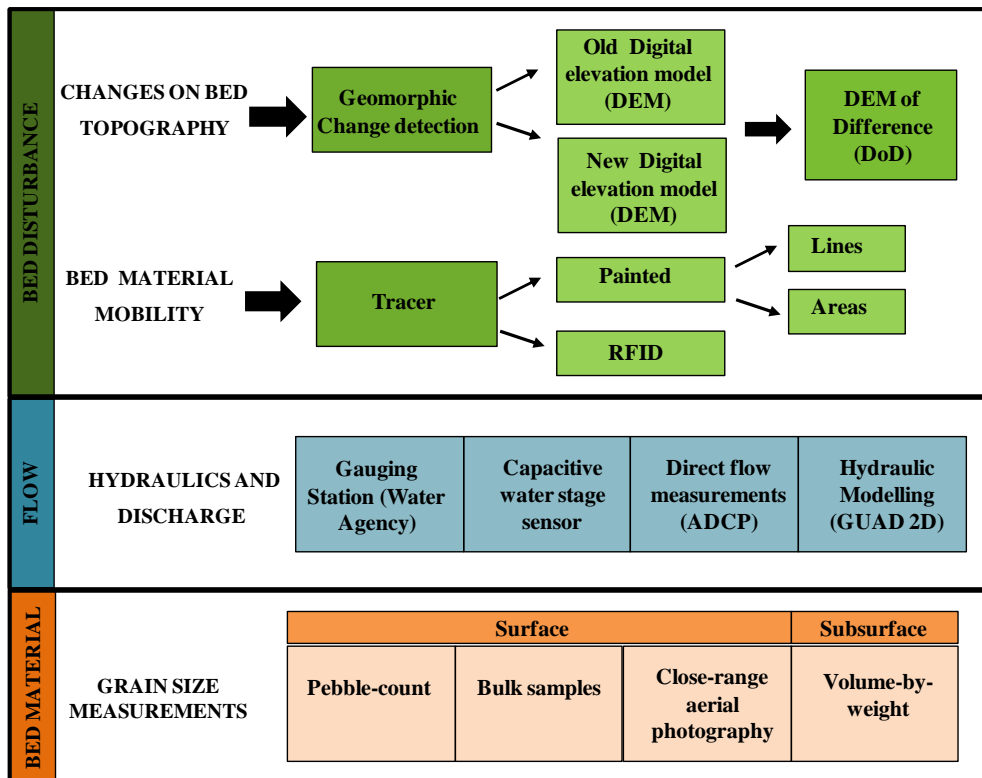 BED DISTURBANCE
CHANGES ON BED
TOPOGRAPHY
Geomorphic
Change detection
Old Digital
elevation model
(DEM)
New Digital
elevation model
(DEM)
DEM of
Difference
(DoD)
BED MATERIAL
MOBILITY
Tracer
Painted
RFID
Lines
Areas
FLOW
HYDRAULICS AND
DISCHARGE
Gauging
Station (Water
Agency)
Capacitive
water stage
sensor
Direct flow
measurements
(ADCP)
Hydraulic
Modelling
(GUAD 2D)
BED MATERIAL
GRAIN SIZE
MEASUREMENTS
Surface
Subsurface
Pebble-count
Bulk samples
Close-range
aerial
photography
Volume-by-
weight